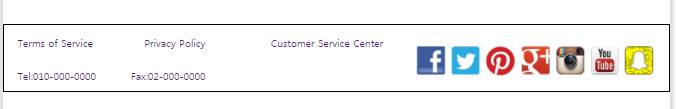 Terms of Service Privacy Policy Customer Service Center
Tel:010-000-0000 Fax:02-000-0000
You
Tube